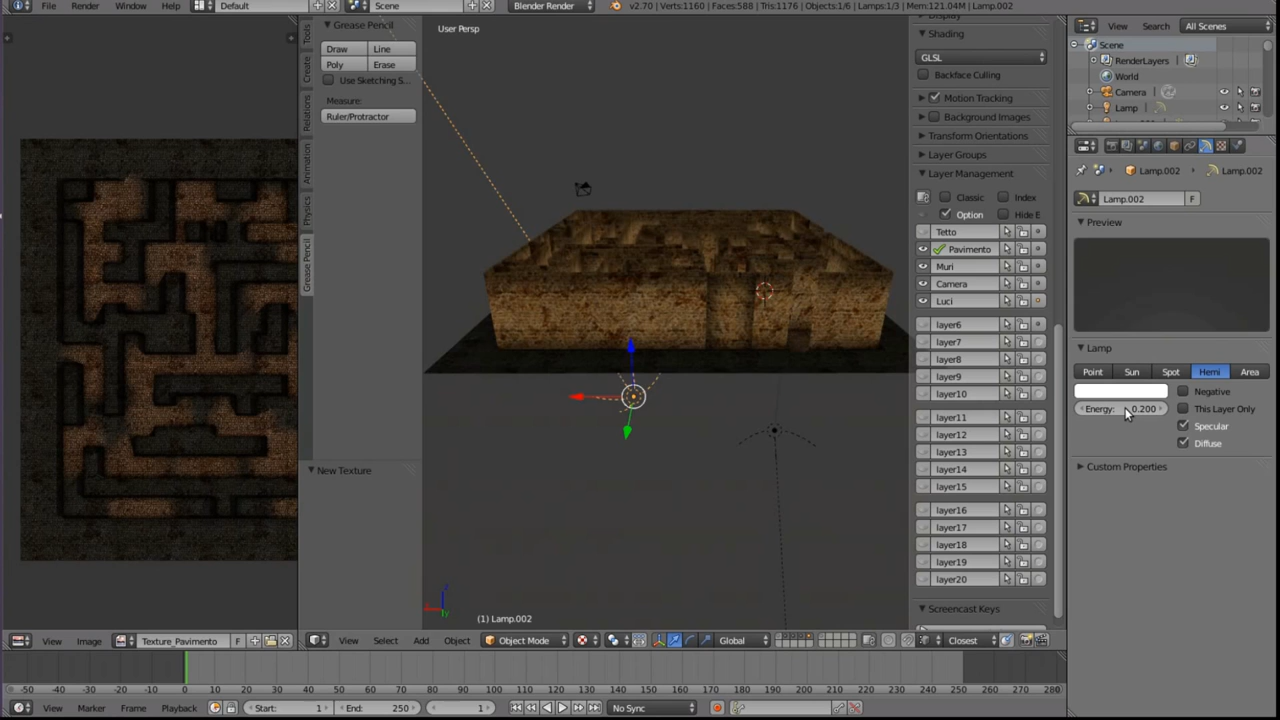 File Render Window Help Default Scene Blender Render v2.70 | Verts:1160 | Faces:588 | Tris:1176 | Objects:1/6 | Lamps:1/3 | Mem:121.04M | Lamp.002
Tools
Create
Relations
Animation
Physics
Grease Pencil
Grease Pencil
Draw Line
Poly Erase
Use Sketching S...
Measure:
Ruler/Protractor
New Texture
User Persp
(1) Lamp.002
Shading
GLSL
Backface Culling
Motion Tracking
Background Images
Transform Orientations
Layer Groups
Layer Management
Classic Index
Option Hide E
Tetto
Pavimento
Muri
Camera
Luci
layer6
layer7
layer8
layer9
layer10
layer11
layer12
layer13
layer14
layer15
layer16
layer17
layer18
layer19
layer20
Screencast Keys
View Search All Scenes
Scene
RenderLayers
World
Camera
Lamp
Lamp.002 Lamp.002
Lamp.002 F
Preview
Lamp
Point Sun Spot Hemi Area
Negative
Energy: 0.200 This Layer Only
Specular
Diffuse
Custom Properties
View Image Texture_Pavimento F
View Select Add Object Object Mode Global Closest
-50 -40 -30 -20 -10 0 10 20 30 40 50 60 70 80 90 100 110 120 130 140 150 160 170 180 190 200 210 220 230 240 250 260 270 280
View Marker Frame Playback Start: 1 End: 250 1 No Sync